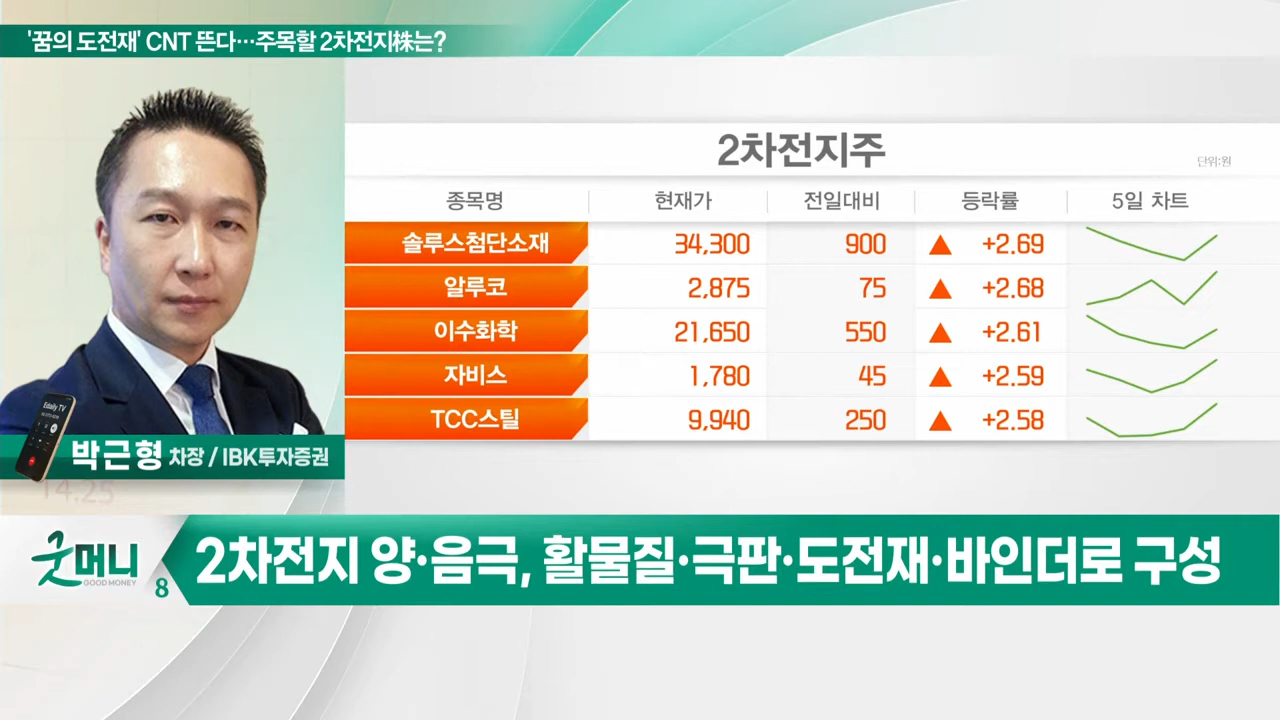 '꿈의 도전재' CNT 뜬다…주목할 2차전지株는?
2차전지주
단위:원
종목명 현재가 전일대비 등락률 5일 차트
솔루스첨단소재 34,300 900 ▲ +2.69
알루코 2,875 75 ▲ +2.68
이수화학 21,650 550 ▲ +2.61
자비스 1,780 45 ▲ +2.59
TCC스틸 9,940 250 ▲ +2.58
Edaily TV
박근형 차장 / IBK투자증권
14.25
굿머니
GOOD MONEY
8
2차전지 양·음극, 활물질·극판·도전재·바인더로 구성